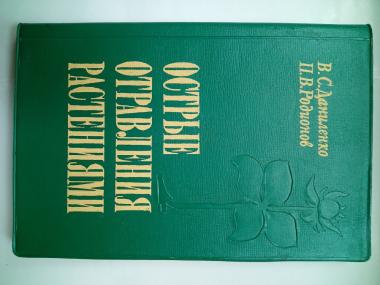 В. С. Даниленко
П. В. Родионов
ОСТРЫЕ
ОТРАВЛЕНИЯ
РАСТЕНИЯМИ